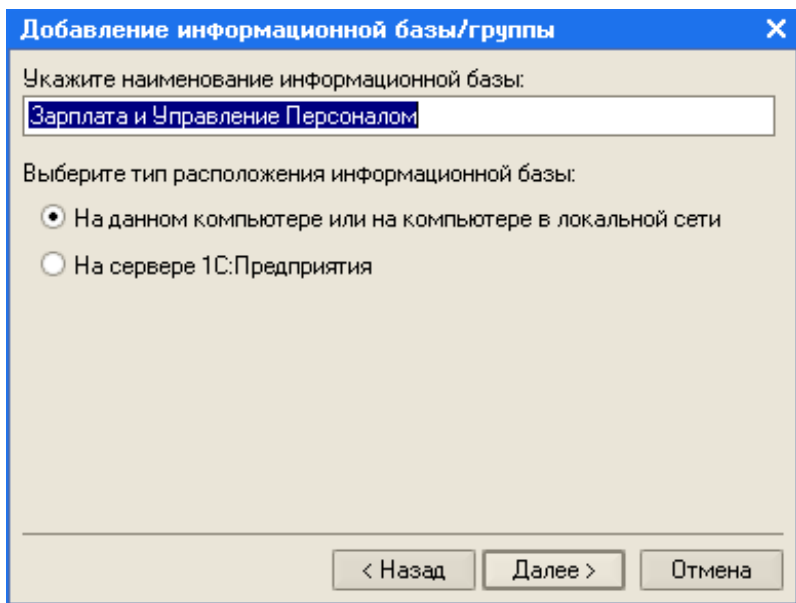 Добавление информационной базы/группы
Укажите наименование информационной базы:
Зарплата и Управление Персоналом
Выберите тип расположения информационной базы:
На данном компьютере или на компьютере в локальной сети
На сервере 1С:Предприятия
< Назад Далее > Отмена